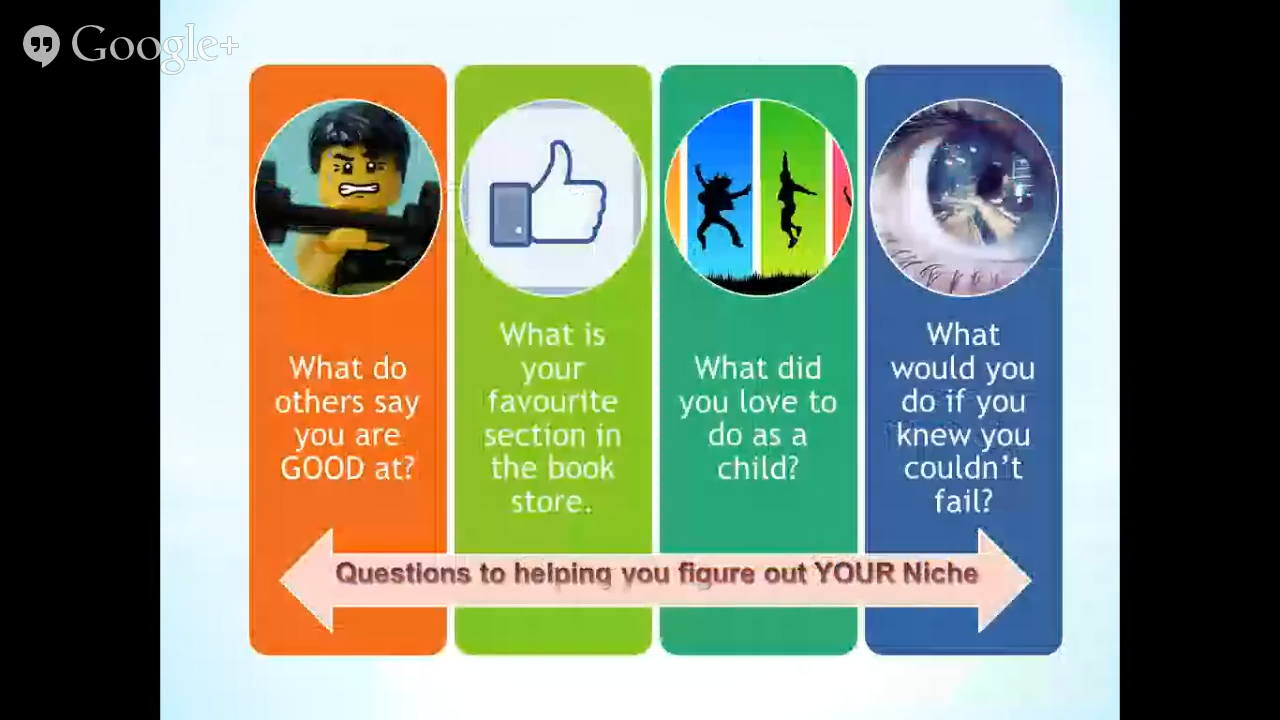 Google+
What do
others say
you are
GOOD at?
What is
your
favourite
section in
the book
store.
What did
you love to
do as a
child?
What
would you
do if you
knew you
couldn't
fail?
Questions to helping you figure out YOUR Niche